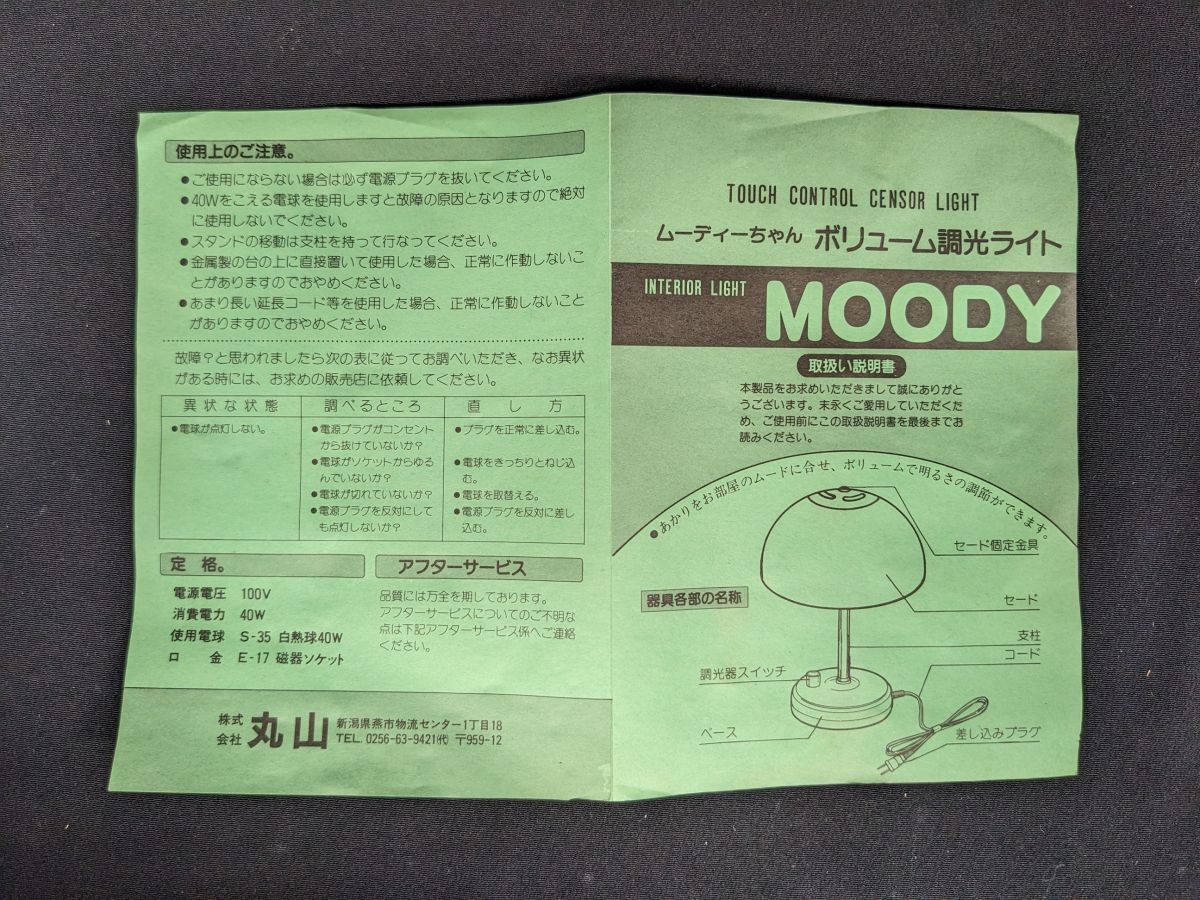 使用上のご注意。
●ご使用にならない場合は必ず電源プラグを抜いてください。
●40Wをこえる電球を使用しますと故障の原因となりますので絶対
に使用しないでください。
●スタンドの移動は支柱を持って行なってください。
●金属製の台の上に直接置いて使用した場合、正常に作動しないこ
とがありますのでおやめください。
●あまり長い延長コード等を使用した場合、正常に作動しないこと
がありますのでおやめください。
故障?と思われましたら次の表に従ってお調べいただき、なお異状
がある時には、お求めの販売店に依頼してください。
異状な状態 調べるところ 直し方
●電球が点灯しない。 ●電源プラグがコンセント ●プラグを正常に差し込む。
から抜けていないか?
●電球がソケットからゆる ●電球をきっちりとねじ込
んでいないか? む。
●電球が切れていないか? ●電球を取替える。
●電源プラグを反対にして ●電源プラグを反対に差し
も点灯しないか? 込む。
定格。
電源電圧 100V
消費電力 40W
使用電球 S-35 白熱球40W
口金 E-17 磁器ソケット
アフターサービス
品質には万全を期しております。
アフターサービスについてのご不明な
点は下記アフターサービス係へご連絡
ください。
株式会社 丸山 新潟県燕市物流センター1丁目18
TEL. 0256-63-9421(代) 〒959-12
TOUCH CONTROL CENSOR LIGHT
ムーディーちゃん ボリューム調光ライト
INTERIOR LIGHT MOODY
取扱い説明書
本製品をお求めいただきまして誠にありがと
うございます。末永くご愛用していただくた
め、ご使用前にこの取扱説明書を最後までお
読みください。
●あかりをお部屋のムードに合せ、ボリュームで明るさの調節ができます。
セード個定金具
器具各部の名称
セード
支柱
コード
調光器スイッチ
ベース
差し込みプラグ